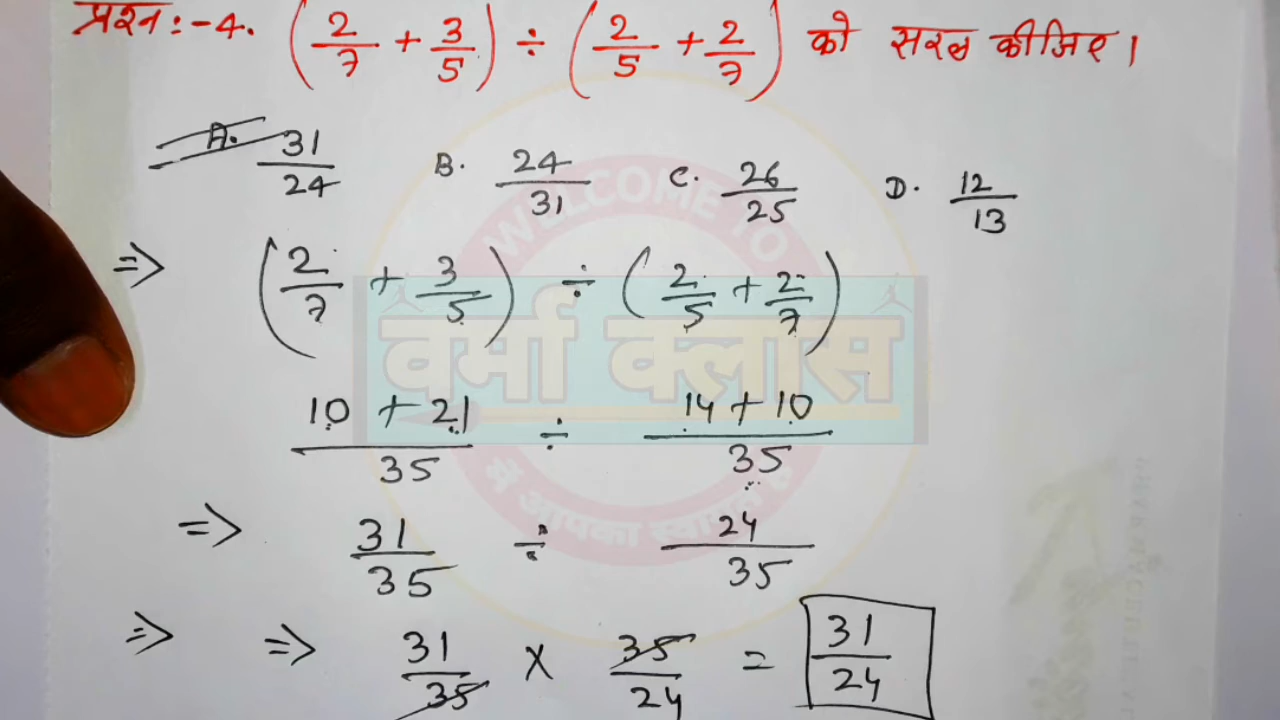 प्रश्न:-4. (2/7 + 3/5) ÷ (2/5 + 2/7) को सरल कीजिए।
A. 31/24 B. 24/31 C. 26/25 D. 12/13
=> (2/7 + 3/5) ÷ (2/5 + 2/7)
WELCOME TO
वर्मा क्लास
10 + 21/35 ÷ 14 + 10/35
में आपका स्वागत है
=> 31/35 ÷ 24/35
=> => 31/35 X 35/24 = 31/24